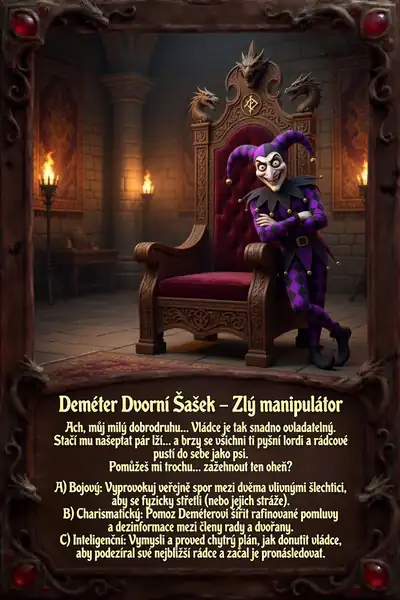 Deméter Dvorní Šašek – Zlý manipulátor
Ach, můj milý dobrodruhu... Vládce je tak snadno ovladatelný.
Stačí mu našeptat pár lží... a brzy se všichni ti pyšní lordi a rádcové
pustí do sebe jako psi.
Pomůžeš mi trochu... zažehnout ten oheň?
A) Bojový: Vyprovokuj veřejně spor mezi dvěma vlivnými šlechtici,
aby se fyzicky střetli (nebo jejich stráže).
B) Charismatický: Pomoz Deméterovi šířit rafinované pomluvy
a dezinformace mezi členy rady a dvořany.
C) Inteligenční: Vymysli a proveď chytrý plán, jak donutit vládce,
aby podezíral své nejbližší rádce a začal je pronásledovat.